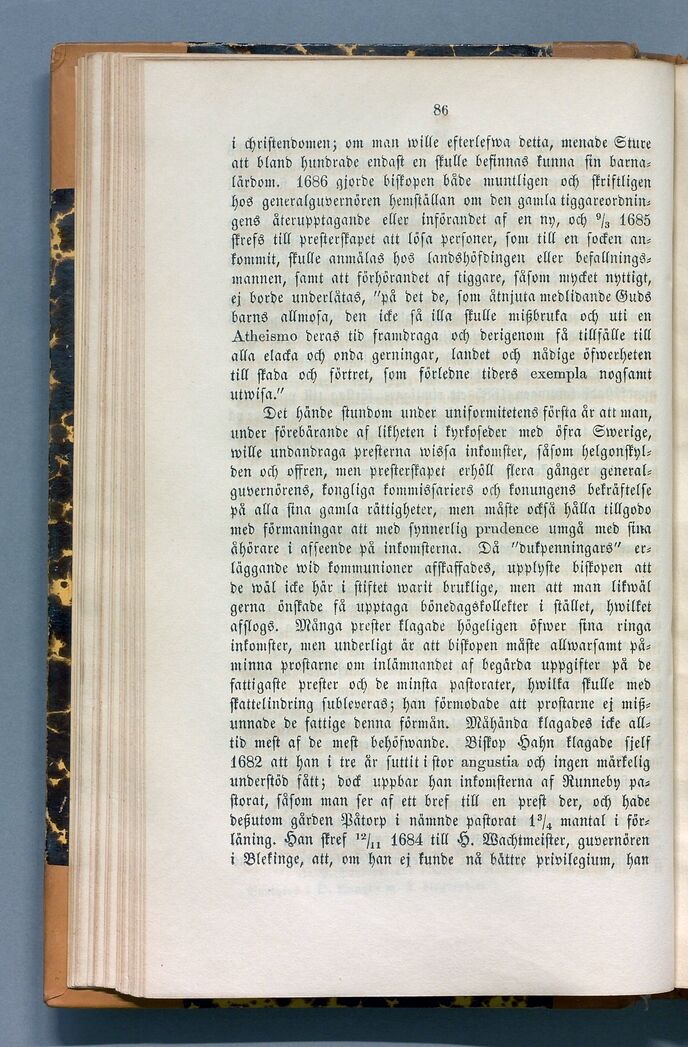 86
i christendomen; om man wille efterlefwa detta, menade Sture
att bland hundrade endast en skulle befinnas kunna sin barna-
lärdom. 1686 gjorde biskopen både muntligen och skriftligen
hos generalguvernören hemställan om den gamla tiggareordnin-
gens återupptagande eller införandet af en ny, och 9/3 1685
skrefs till presterskapet att lösa personer, som till en socken an-
kommit, skulle anmälas hos landshöfdingen eller befallnings-
mannen, samt att förhörandet af tiggare, såsom mycket nyttigt,
ej borde underlåtas, "på det de, som åtnjuta medlidande Guds
barns allmosa, den icke så illa skulle mißbruka och uti en
Atheismo deras tid framdraga och derigenom få tillfälle till
alla elacka och onda gerningar, landet och nådige öfwerheten
till skada och förtret, som förledne tiders exempla nogsamt
utwisa."
Det hände stundom under uniformitetens första år att man,
under förebärande af likheten i kyrkoseder med öfra Swerige,
wille undandraga presterna wissa inkomster, såsom helgonskyl-
den och offren, men presterskapet erhöll flera gånger general-
guvernörens, kongliga kommissariers och konungens bekräftelse
på alla sina gamla rättigheter, men måste också hålla tillgodo
med förmaningar att med synnerlig prudence umgå med sina
åhörare i afseende på inkomsterna. Då "dukpenningars" er-
läggande wid kommunioner afskaffades, upplyste biskopen att
de wäl icke här i stiftet warit bruklige, men att man likwäl
gerna önskade få upptaga bönedagskollekter i stället, hwilket
afslogs. Många prester klagade högeligen öfwer sina ringa
inkomster, men underligt är att biskopen måste allwarsamt på-
minna prostarne om inlämnandet af begärda uppgifter på de
fattigaste prester och de minsta pastorater, hwilka skulle med
skattelindring subleveras; han förmodade att prostarne ej miß-
unnade de fattige denna förmån. Måhända klagades icke all-
tid mest af de mest behöfwande. Biskop Hahn klagade sjelf
1682 att han i tre år suttit i stor angustia och ingen märkelig
understöd fått; dock uppbar han inkomsterna af Runneby pa-
storat, såsom man ser af ett bref till en prest der, och hade
deßutom gården Påtorp i nämnde pastorat 1 3/4 mantal i för-
läning. Han skref 12/11 1684 till H. Wachtmeister, guvernören
i Blekinge, att, om han ej kunde nå bättre privilegium, han